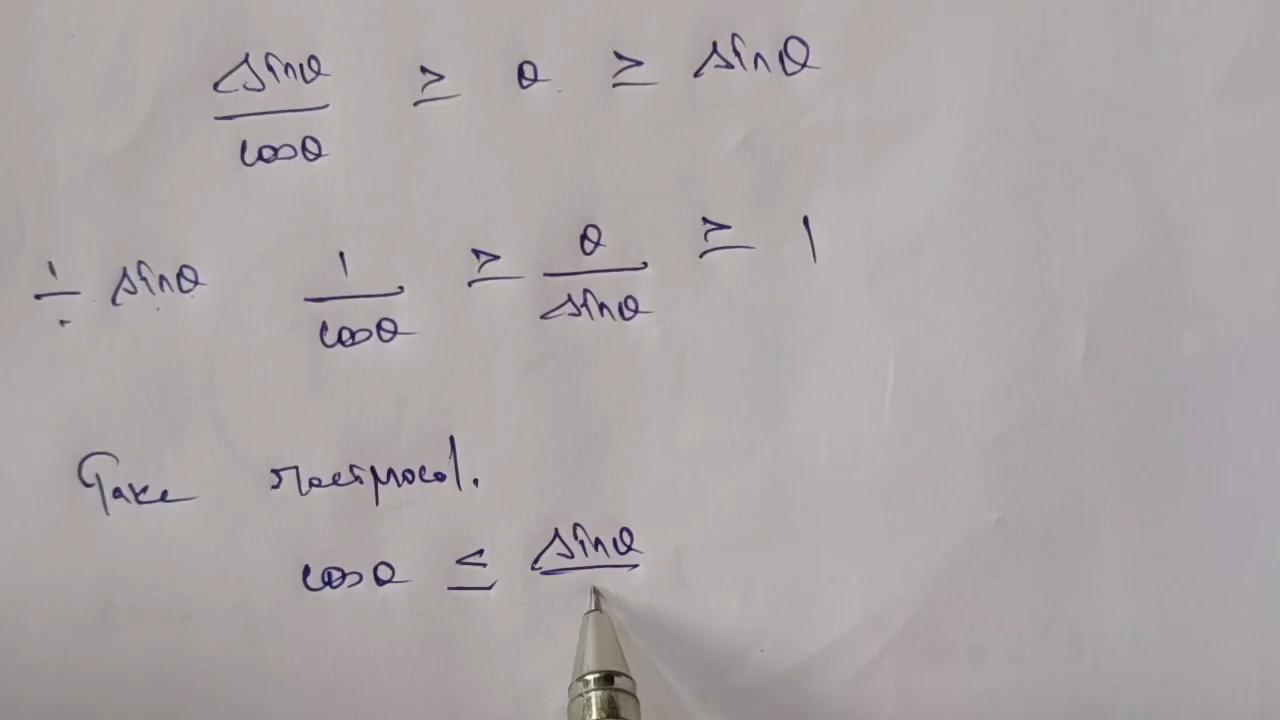 sinθ/cosθ ≥ θ ≥ sinθ
÷ sinθ 1/cosθ ≥ θ/sinθ ≥ 1
Take reciprocal.
cosθ ≤ sinθ/